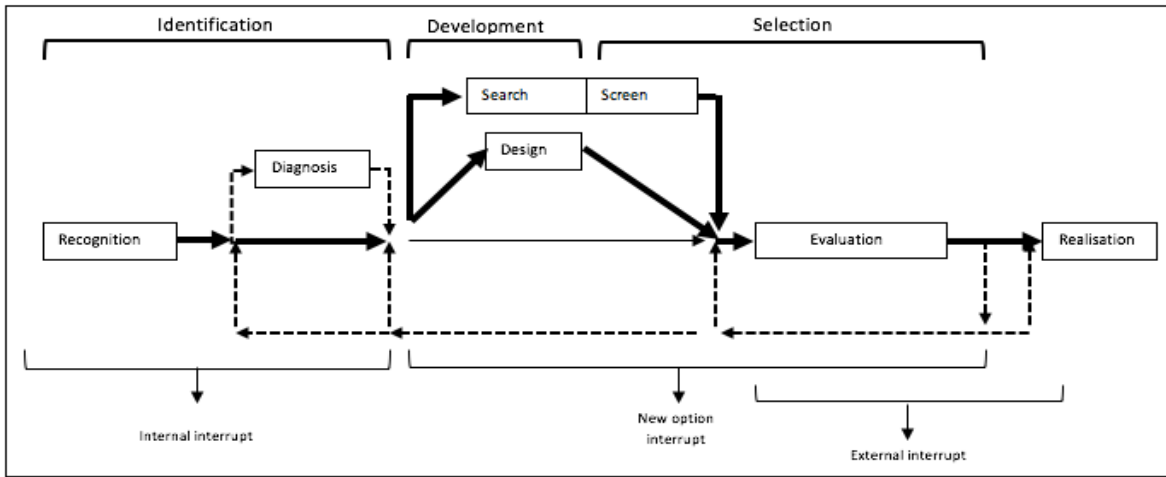 Identification
Development
Selection
Search
Screen
Design
Diagnosis
Recognition
Evaluation
Realisation
Internal interrupt
New option
interrupt
External interrupt